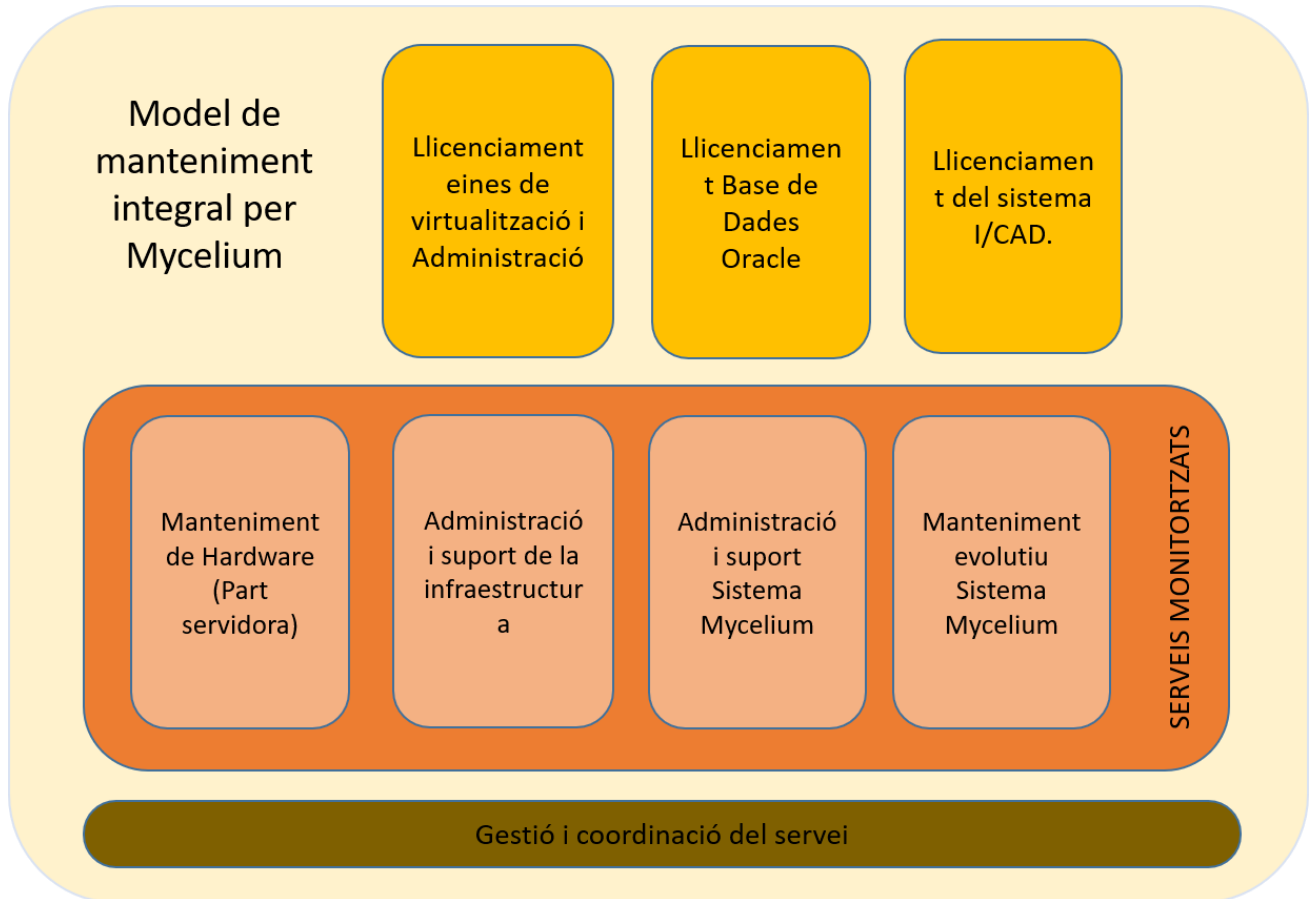 Model de
manteniment
integral per
Mycelium
Llicenciament
eines de
virtualització i
Administració
Llicenciamen
t Base de
Dades
Oracle
Llicenciamen
t del sistema
I/CAD.
Manteniment
de Hardware
(Part
servidora)
Administració
i suport de la
infraestructur
a
Administració
i suport
Sistema
Mycelium
Manteniment
evolutiu
Sistema
Mycelium
SERVEIS MONITORTZATS
Gestió i coordinació del servei